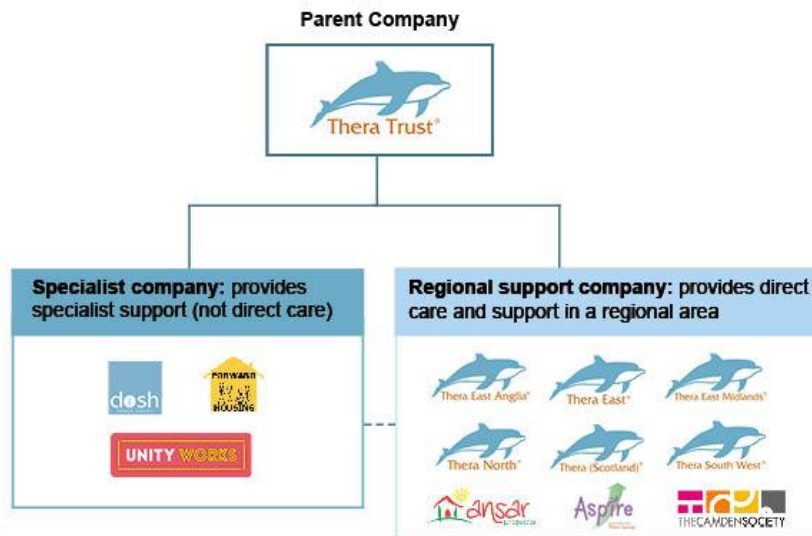 Parent Company
Thera Trust®
Specialist company: provides
specialist support (not direct care)
Regional support company: provides direct
care and support in a regional area
dosh
FORWARD
HOUSING
UNITY WORKS
Thera East Anglia®
Thera East®
Thera East Midlands®
Thera North®
Thera (Scotland)®
Thera South West®
ansar
projects
Aspire
THECAMDENSOCIETY